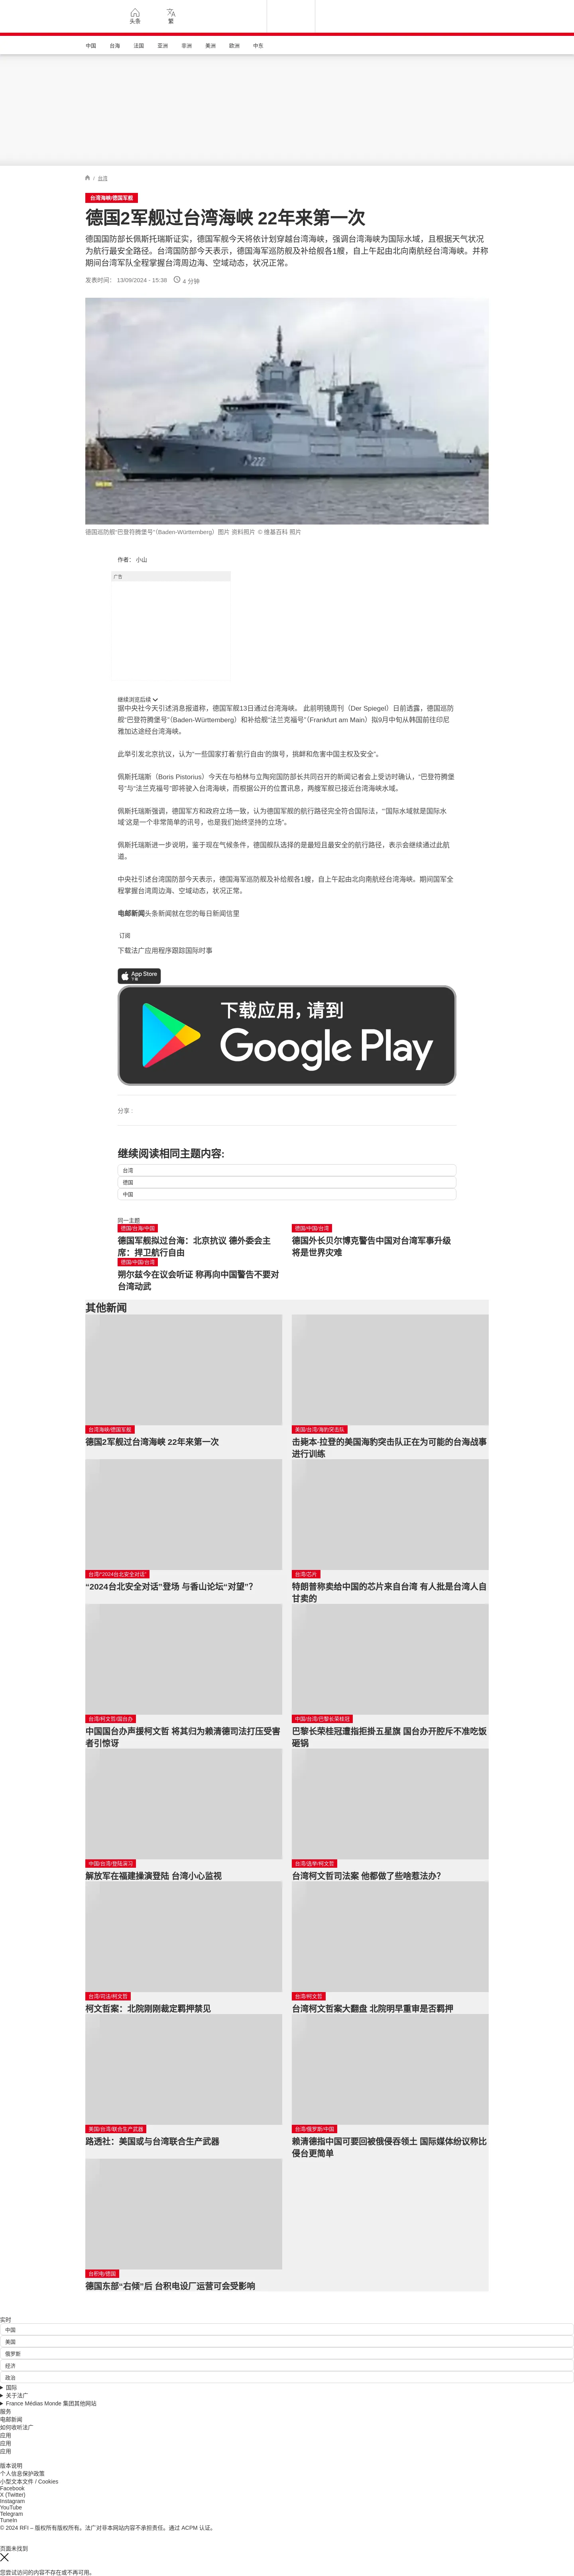 头条
繁
中国
台海
法国
亚洲
非洲
美洲
欧洲
中东
/ 台湾
台湾海峡/德国军舰
德国2军舰过台湾海峡 22年来第一次
德国国防部长佩斯托瑞斯证实，德国军舰今天将依计划穿越台湾海峡，强调台湾海峡为国际水域，且根据天气状况
为航行最安全路径。台湾国防部今天表示，德国海军巡防舰及补给舰各1艘，自上午起由北向南航经台湾海峡。并称
期间台湾军队全程掌握台湾周边海、空域动态，状况正常。
发表时间： 13/09/2024 - 15:38
4 分钟
222
德国巡防舰“巴登符腾堡号”（Baden-Württemberg）图片 资料照片 © 维基百科 照片
作者： 小山
广告
继续浏览后续
据中央社今天引述消息报道称，德国军舰13日通过台湾海峡。 此前明镜周刊（Der Spiegel）日前透露，德国巡防
舰“巴登符腾堡号”（Baden-Württemberg）和补给舰“法兰克福号”（Frankfurt am Main）拟9月中旬从韩国前往印尼
雅加达途经台湾海峡。
此举引发北京抗议，认为“一些国家打着‘航行自由’的旗号，挑衅和危害中国主权及安全”。
佩斯托瑞斯（Boris Pistorius）今天在与柏林与立陶宛国防部长共同召开的新闻记者会上受访时确认，“巴登符腾堡
号”与“法兰克福号”即将驶入台湾海峡，而根据公开的位置讯息，两艘军舰已接近台湾海峡水域。
佩斯托瑞斯强调，德国军方和政府立场一致，认为德国军舰的航行路径完全符合国际法，“‘国际水域就是国际水
域’这是一个非常简单的讯号，也是我们始终坚持的立场”。
佩斯托瑞斯进一步说明，鉴于现在气候条件，德国舰队选择的是最短且最安全的航行路径，表示会继续通过此航
道。
中央社引述台湾国防部今天表示，德国海军巡防舰及补给舰各1艘，自上午起由北向南航经台湾海峡。期间国军全
程掌握台湾周边海、空域动态，状况正常。
电邮新闻头条新闻就在您的每日新闻信里
订阅
下载法广应用程序跟踪国际时事
App Store
下载
下载应用，请到
Google Play
分享 :
继续阅读相同主题内容:
台湾
德国
中国
同一主题
德国/台海/中国
德国军舰拟过台海：北京抗议 德外委会主
席：捍卫航行自由
德国/中国/台湾
德国外长贝尔博克警告中国对台湾军事升级
将是世界灾难
德国/中国/台湾
朔尔兹今在议会听证 称再向中国警告不要对
台湾动武
其他新闻
台湾海峡/德国军舰
德国2军舰过台湾海峡 22年来第一次
美国/台湾/海豹突击队
击毙本·拉登的美国海豹突击队正在为可能的台海战事
进行训练
台湾/“2024台北安全对话”
“2024台北安全对话”登场 与香山论坛“对望”？
台湾/芯片
特朗普称卖给中国的芯片来自台湾 有人批是台湾人自
甘卖的
台湾/柯文哲/国台办
中国国台办声援柯文哲 将其归为赖清德司法打压受害
者引惊讶
中国/台湾/巴黎长荣桂冠
巴黎长荣桂冠遭指拒掛五星旗 国台办开腔斥不准吃饭
砸锅
中国/台湾/登陆演习
解放军在福建操演登陆 台湾小心监视
台湾/选举/柯文哲
台湾柯文哲司法案 他都做了些啥惹法办？
台湾/司法/柯文哲
柯文哲案：北院刚刚裁定羁押禁见
台湾/柯文哲
台湾柯文哲案大翻盘 北院明早重审是否羁押
美国/台湾/联合生产武器
路透社：美国或与台湾联合生产武器
台湾/俄罗斯/中国
赖清德指中国可要回被俄侵吞领土 国际媒体纷议称比
侵台更简单
台积电/德国
德国东部“右倾”后 台积电设厂运营可会受影响
实时
中国
美国
俄罗斯
经济
政治
国际
关于法广
France Médias Monde 集团其他网站
服务
电邮新闻
如何收听法广
应用
应用
应用
版本说明
个人信息保护政策
小型文本文件 / Cookies
Facebook
X (Twitter)
Instagram
YouTube
Telegram
TuneIn
© 2024 RFI – 版权所有版权所有。法广对非本网站内容不承担责任。通过 ACPM 认证。
页面未找到
您尝试访问的内容不存在或不再可用。